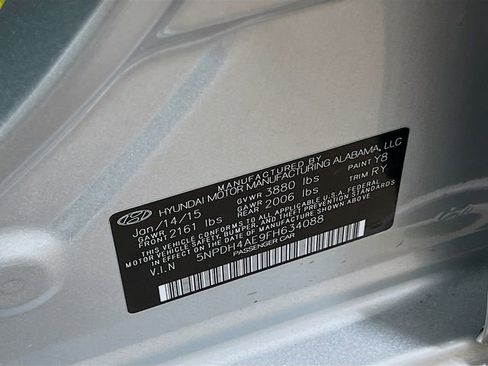 MANUFACTURED BY
HYUNDAI MOTOR MANUFACTURING ALABAMA, LLC
Jan/14/15 GVWR 3880 lbs PAINT Y8
GAWR FRONT 2161 lbs GAWR REAR 2006 lbs TRIM RY
THIS VEHICLE CONFORMS TO ALL APPLICABLE FEDERAL
MOTOR VEHICLE SAFETY, BUMPER, AND THEFT PREVENTION
STANDARDS IN EFFECT ON THE DATE OF MANUFACTURE SHOWN ABOVE.
V.I.N 5NPDH4AE9FH634088
PASSENGER CAR